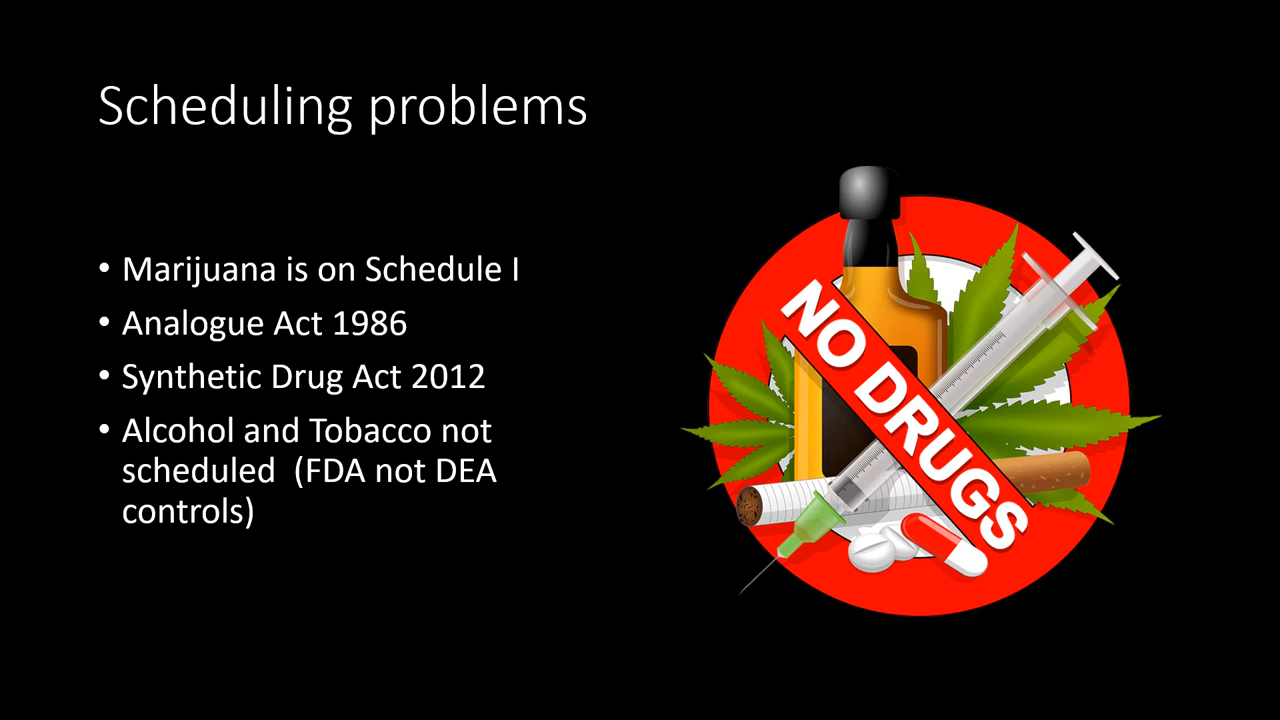 Scheduling problems
• Marijuana is on Schedule I
• Analogue Act 1986
• Synthetic Drug Act 2012
• Alcohol and Tobacco not
scheduled  (FDA not DEA
controls)
NO DRUGS